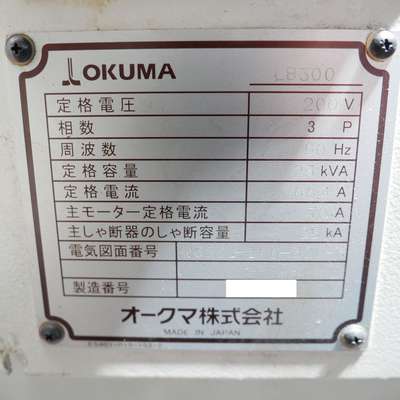 OKUMA LB300
定格電圧 200 V
相数 3 P
周波数 Hz
定格容量 kVA
定格電流 A
主モーター定格電流 A
主しゃ断器のしゃ断容量 kA
電気図面番号
製造番号
オークマ株式会社
MADE IN JAPAN